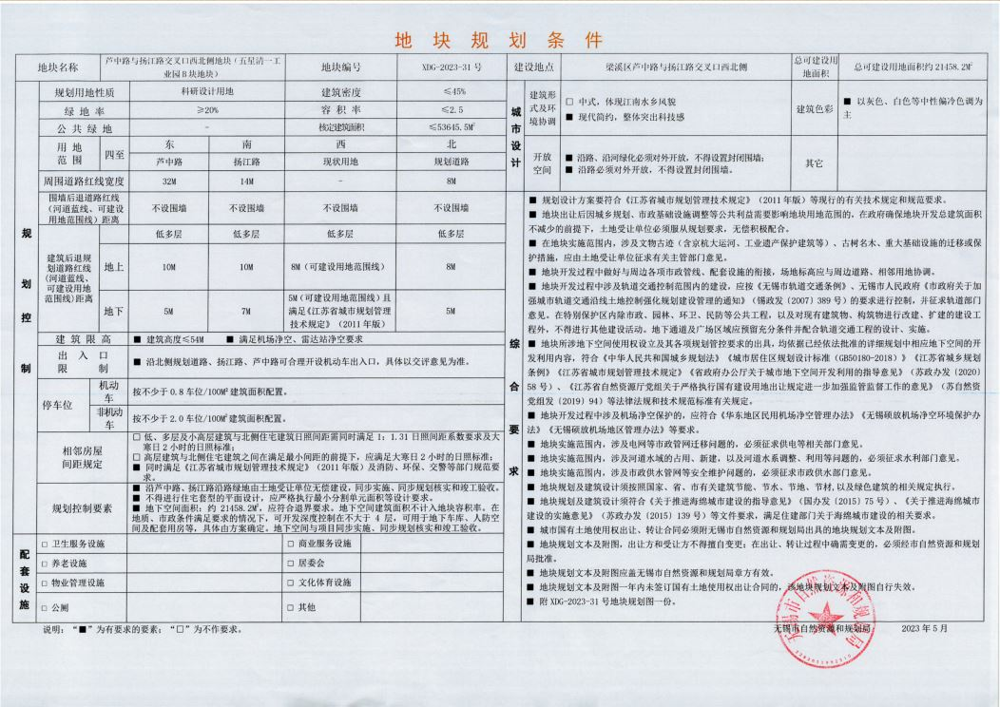 地块规划条件
地块名称
芦中路与扬江路交叉口西北侧地块（五星清一工
业园B块地块）
地块编号
XDG-2023-31号
建设地点
梁溪区芦中路与扬江路交叉口西北侧
总可建设用
地面积
总可建设用地面积约21458.2M²
规划控制
规划用地性质
科研设计用地
建筑密度
≤45%
绿地率
≥20%
容积率
≤2.5
公共绿地
-
核定建筑面积
≤53645.5M²
用地
范围
四至
东
南
西
北
芦中路
扬江路
现状用地
规划道路
周围道路红线宽度
32M
14M
-
8M
围墙后退道路红线
（河道蓝线、可建设
用地范围线）距离
不设围墙
不设围墙
不设围墙
不设围墙
建筑后退规
划道路红线
(河道蓝线、
可建设用地
范围线)距离
低多层
低多层
低多层
低多层
地上
10M
10M
8M（可建设用地范围线）
8M
地下
5M
7M
5M（可建设用地范围线）且
满足《江苏省城市规划管理
技术规定》（2011年版）
5M
建筑限高
■ 建筑高度≤54M ■ 满足机场净空、雷达站净空要求
出入口
限制
■ 沿北侧规划道路、扬江路、芦中路可合理开设机动车出入口，具体以交评意见为准。
停车位
机动
车
按不少于0.8车位/100M²建筑面积配置。
非机动
车
按不少于2.0车位/100M²建筑面积配置。
相邻房屋
间距规定
□ 低、多层及小高层建筑与北侧住宅建筑日照间距需同时满足1：1.31日照间距系数要求及大
寒日2小时的日照标准；
□ 高层建筑与北侧住宅建筑之间在满足最小间距的前提下，应满足大寒日2小时的日照标准；
■ 同时满足《江苏省城市规划管理技术规定》（2011年版）及消防、环保、交警等部门规范要
求。
规划控制要素
■ 沿芦中路、扬江路沿路绿地由土地受让单位无偿建设，同步实施、同步规划核实和竣工验收。
■ 不得进行住宅套型的平面设计，应严格执行最小分割单元面积等设计要求。
■ 地下空间面积：约21458.2M²，应符合退界要求。地下空间建筑面积不计入地块容积率。在
地质、市政条件满足要求的情况下，可开发深度控制在不大于4层，可用于地下车库、人防空
间及配套用房等，具体由方案确定。地下空间与项目同步实施、同步规划核实和竣工验收。
配套设施
□ 卫生服务设施
□ 商业服务设施
□ 养老设施
□ 居委会
□ 物业管理设施
□ 文化体育设施
□ 公厕
□ 其他
城市设计
建筑形
式及环
境协调
□ 中式，体现江南水乡风貌
■ 现代简约，整体突出科技感
建筑色彩
■ 以灰色、白色等中性偏冷色调为
主
开放
空间
■ 沿路、沿河绿化必须对外开放，不得设置封闭围墙；
■ 沿路必须对外开放，不得设置封闭围墙。
其它
综合要求
■ 规划设计方案要符合《江苏省城市规划管理技术规定》（2011年版）等现行的有关技术规定和规范要求。
■ 地块出让后因城乡规划、市政基础设施调整等公共利益需要影响地块用地范围的，在政府确保地块开发总建筑面积
不减少的前提下，土地受让单位必须服从规划要求，无偿积极配合。
■ 在地块实施范围内，涉及文物古迹（含京杭大运河、工业遗产保护建筑等）、古树名木、重大基础设施的迁移或保
护措施，应由土地受让单位征求有关主管部门意见。
■ 地块开发过程中做好与周边各项市政管线、配套设施的衔接，场地标高应与周边道路、相邻用地协调。
■ 地块开发过程中涉及轨道交通控制范围内的建设，应按《无锡市轨道交通条例》、无锡市人民政府《市政府关于加
强城市轨道交通沿线土地控制强化规划建设管理的通知》（锡政发（2007）389号）的要求进行控制，并征求轨道部门
意见。在特别保护区内除市政、园林、环卫、民防等公共工程，以及对现有建筑物、构筑物进行改建、扩建的建设工
程外，不得进行其他建设活动。地下通道及广场区域应预留充分条件并配合轨道交通工程的设计、实施。
■ 地块所涉地下空间使用权设立及其各项规划管控要求的出具，均依据已经依法批准的详细规划中相应地下空间的开
发利用内容，符合《中华人民共和国城乡规划法》《城市居住区规划设计标准（GB50180-2018）》《江苏省城乡规划
条例》《江苏省城市规划管理技术规定》《省政府办公厅关于城市地下空间开发利用的指导意见》（苏政办发（2020）
58号）、《江苏省自然资源厅党组关于严格执行国有建设用地出让规定进一步加强监管监督工作的意见》（苏自然资
党组发（2019）94）等法律法规和技术规范标准有关规定。
■ 地块开发过程中涉及机场净空保护的，应符合《华东地区民用机场净空管理办法》《无锡硕放机场净空环境保护办
法》《无锡硕放机场地区管理办法》等要求。
■ 地块实施范围内，涉及电网等市政管网迁移问题的，必须征求供电等相关部门意见。
■ 地块实施范围内，涉及河道水域的占用、新建，以及河道水系调整、利用等问题的，必须征求水利部门意见。
■ 地块实施范围内，涉及市政供水管网等安全维护问题的，必须征求市政供水部门意见。
■ 地块规划及建筑设计须按照国家、省、市有关建筑节能、节水、节地、节材,以及绿色建筑的相关规定执行。
■ 地块规划及建筑设计须符合《关于推进海绵城市建设的指导意见》（国办发（2015）75号）、《关于推进海绵城市
建设的实施意见》（苏政办发（2015）139号）等文件要求，满足住建部门关于海绵城市建设的相关要求。
■ 城市国有土地使用权出让、转让合同必须附无锡市自然资源和规划局出具的地块规划文本及附图。
■ 地块规划文本及附图，出让方和受让方不得擅自变更；在出让、转让过程中确需变更的，必须经市自然资源和规划
局批准。
■ 地块规划文本及附图应盖无锡市自然资源和规划局章方有效。
■ 地块规划文本及附图一年内未签订国有土地使用权出让合同的，该地块规划文本及附图自行失效。
■ 附XDG-2023-31号地块规划图一份。
说明：“■”为有要求的要素；“□”为不作要求。
无锡市自然资源和规划局
2023年5月
无锡市自然资源和规划局